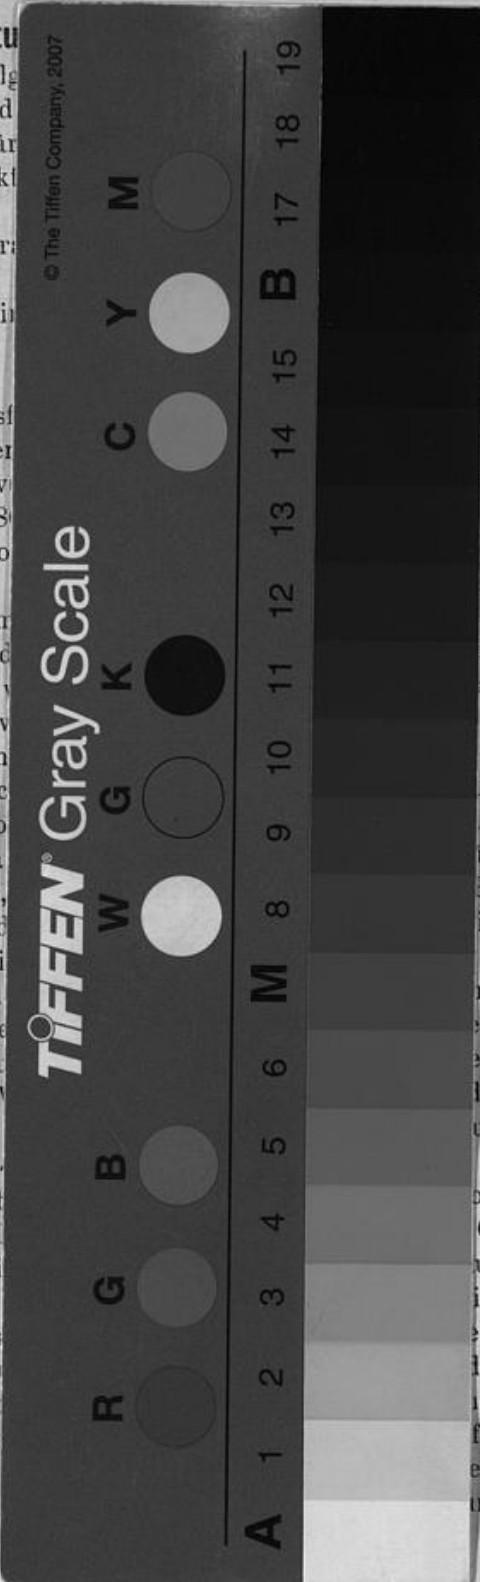 TIFFEN® Gray Scale
© The Tiffen Company, 2007
R G B W G K C Y M
A 1 2 3 4 5 6 M 8 9 10 11 12 13 14 15 B 17 18 19